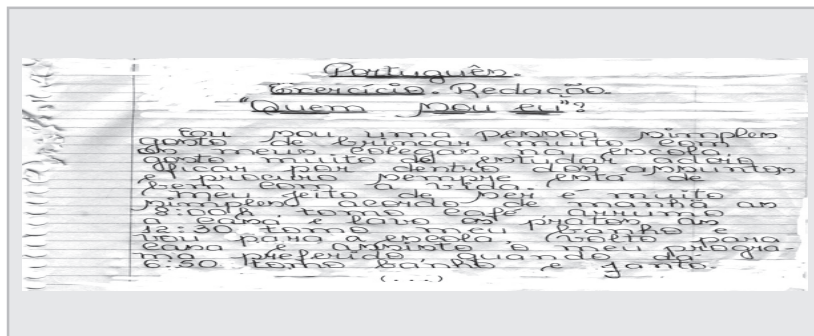 Português.
Exercício. Redação.
"Quem sou eu"?
Eu sou uma pessoa simples
gosto de brincar muito com
os meus colegas na escola
gosto muito de estudar adoro
ficar por dentro dos assuntos
e procuro sempre está de
bem com a vida.
meu jeito de ser é muito
simples acordo de manhã as
8:00h tomo café arrumo
a casa e lavo os pratos as
12:30 tomo meu banho e
vou para a escola volto para
casa assisto o meu progra-
ma preferido quando dá
6:50 tomo banho e janto.
(...)